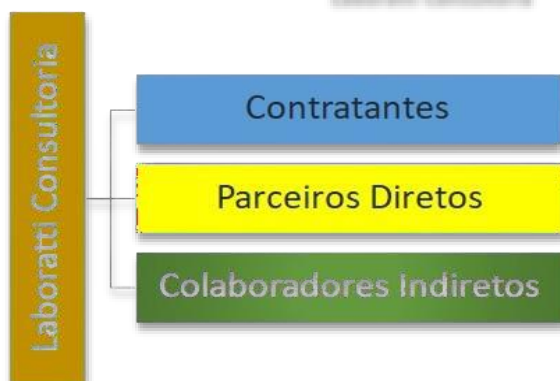 Laboratti Consultoria
Contratantes
Parceiros Diretos
Colaboradores Indiretos